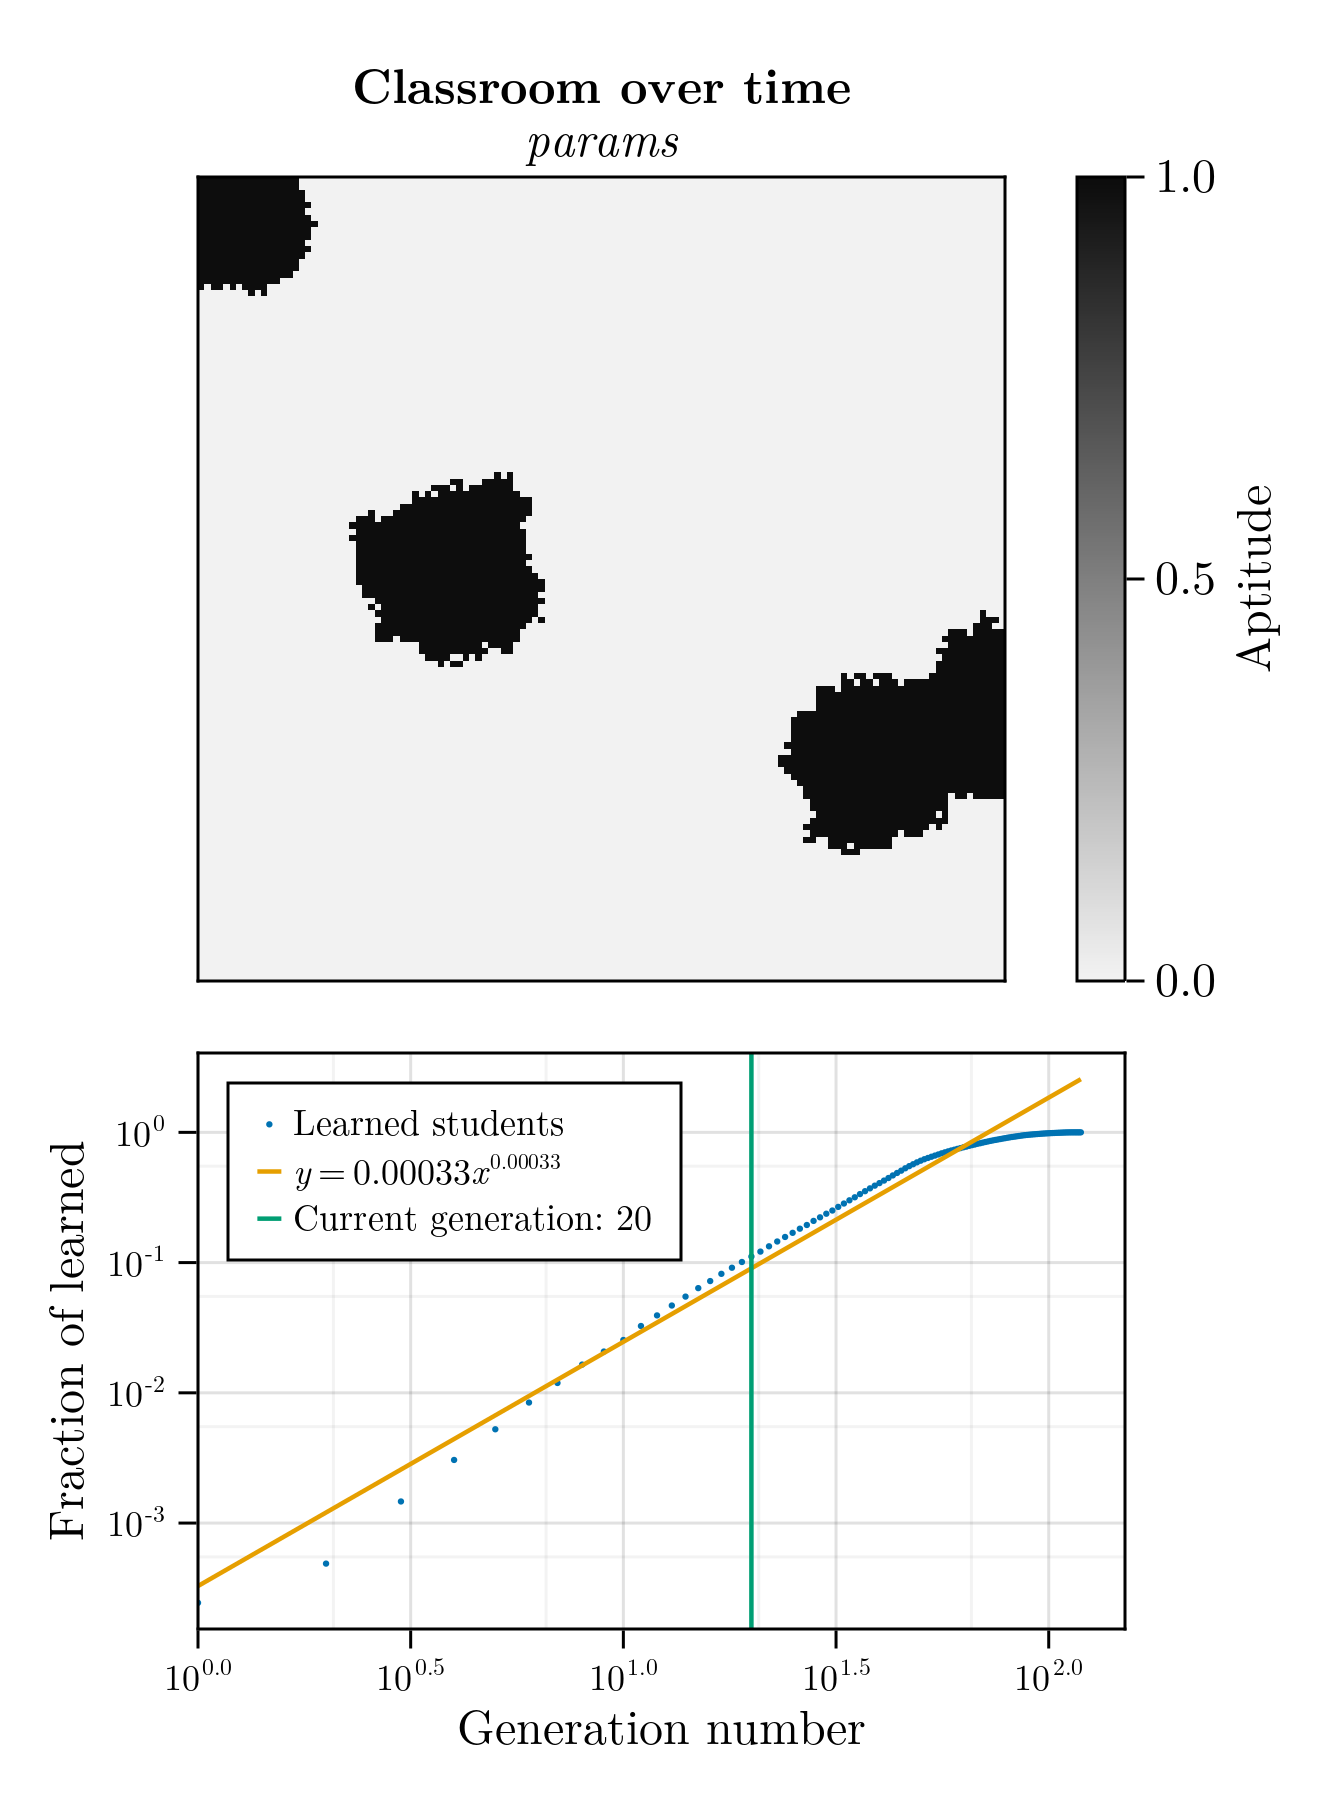 Classroom over time
params
1.0
0.5
0.0
Aptitude
Learned students
y = 0.00033x^0.00033
Current generation: 20
10^0
10^-1
10^-2
10^-3
Fraction of learned
10^0.0 10^0.5 10^1.0 10^1.5 10^2.0
Generation number